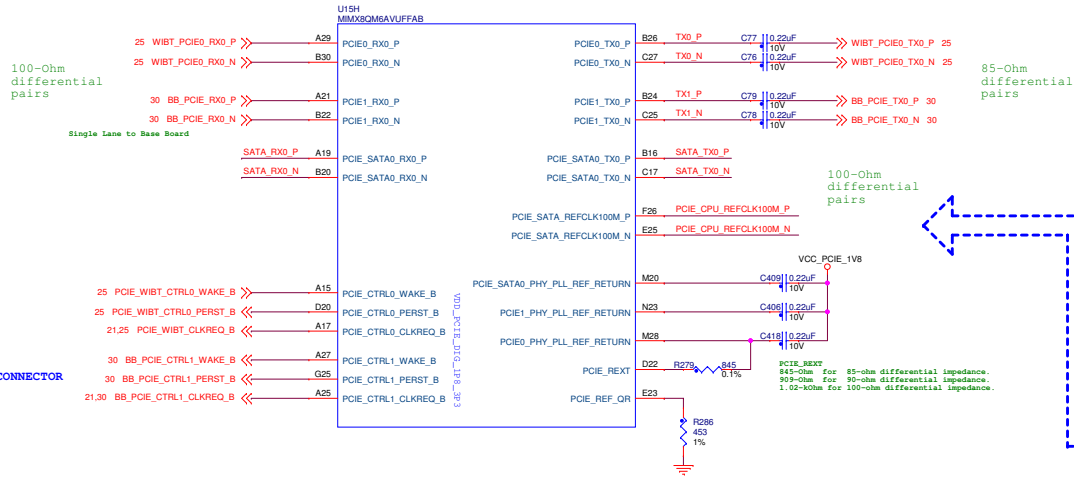 U15H
MIMX8QM6AVUFFAB
25 WIBT_PCIE0_RX0_P A29 PCIE0_RX0_P PCIE0_TX0_P B26 TX0_P C77 0.22uF 10V WIBT_PCIE0_TX0_P 25
25 WIBT_PCIE0_RX0_N B30 PCIE0_RX0_N PCIE0_TX0_N C27 TX0_N C76 0.22uF 10V WIBT_PCIE0_TX0_N 25
100-Ohm
differential
pairs
85-Ohm
differential
pairs
30 BB_PCIE_RX0_P A21 PCIE1_RX0_P PCIE1_TX0_P B24 TX1_P C79 0.22uF 10V BB_PCIE_TX0_P 30
30 BB_PCIE_RX0_N B22 PCIE1_RX0_N PCIE1_TX0_N C25 TX1_N C78 0.22uF 10V BB_PCIE_TX0_N 30
Single Lane to Base Board
SATA_RX0_P A19 PCIE_SATA0_RX0_P PCIE_SATA0_TX0_P B16 SATA_TX0_P
SATA_RX0_N B20 PCIE_SATA0_RX0_N PCIE_SATA0_TX0_N C17 SATA_TX0_N
100-Ohm
differential
pairs
PCIE_SATA_REFCLK100M_P F26 PCIE_CPU_REFCLK100M_P
PCIE_SATA_REFCLK100M_N E25 PCIE_CPU_REFCLK100M_N
VCC_PCIE_1V8
PCIE_SATA0_PHY_PLL_REF_RETURN M20 C409 0.22uF 10V
25 PCIE_WIBT_CTRL0_WAKE_B A15 PCIE_CTRL0_WAKE_B
25 PCIE_WIBT_CTRL0_PERST_B D20 PCIE_CTRL0_PERST_B PCIE1_PHY_PLL_REF_RETURN N23 C406 0.22uF 10V
21,25 PCIE_WIBT_CLKREQ_B A17 PCIE_CTRL0_CLKREQ_B
PCIE0_PHY_PLL_REF_RETURN M28 C418 0.22uF 10V
VDD_PCIE_DIG_1P8_3P3
30 BB_PCIE_CTRL1_WAKE_B A27 PCIE_CTRL1_WAKE_B
PCIE_REXT D22 R279 845 0.1%
CONNECTOR
30 BB_PCIE_CTRL1_PERST_B G25 PCIE_CTRL1_PERST_B
21,30 BB_PCIE_CTRL1_CLKREQ_B A25 PCIE_CTRL1_CLKREQ_B PCIE_REF_QR E23
PCIE_REXT
845-Ohm for 85-ohm differential impedance.
909-Ohm for 90-ohm differential impedance.
1.02-kOhm for 100-ohm differential impedance.
R286
453
1%